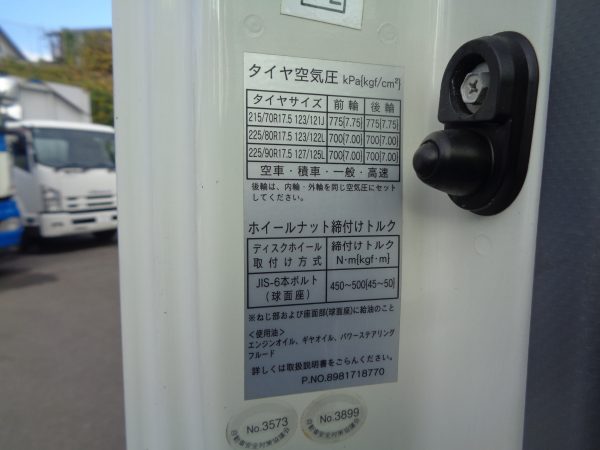 タイヤ空気圧 kPa{kgf/cm²}
タイヤサイズ 前輪 後輪
215/70R17.5 123/121J 775{7.75} 775{7.75}
225/80R17.5 123/122L 700{7.00} 700{7.00}
225/90R17.5 127/125L 700{7.00} 700{7.00}
空車・積車・一般・高速
後輪は、内輪・外輪を同じ空気圧にセット
してください。
ホイールナット締付けトルク
ディスクホイール 締付けトルク
取付け方式 N·m{kgf·m}
JIS-6本ボルト 450～500{45～50}
(球面座)
※ねじ部および座面部(球面座)に給油のこと
<使用油>
エンジンオイル、ギヤオイル、パワーステアリング
フルード
詳しくは取扱説明書をごらんください。
P.NO.8981718770
No.3573
No.3899